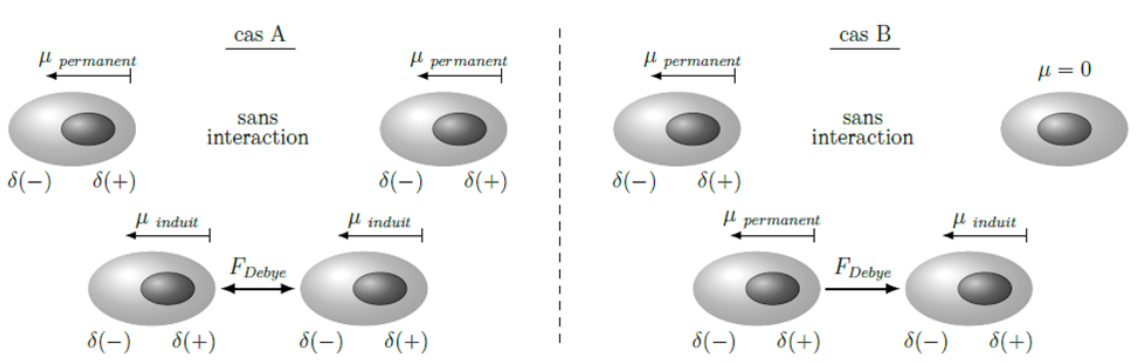 cas A
μ permanent
μ permanent
sans
interaction
δ(−) δ(+)
δ(−) δ(+)
μ induit
μ induit
F Debye
δ(−) δ(+)
δ(−) δ(+)
cas B
μ permanent
μ = 0
sans
interaction
δ(−) δ(+)
μ permanent
μ induit
F Debye
δ(−) δ(+)
δ(−) δ(+)